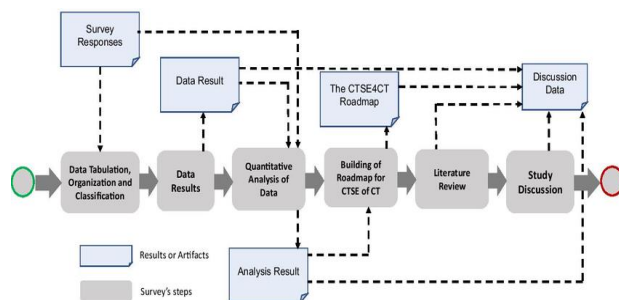 Survey
Responses
Data Result
The CTSE4CT
Roadmap
Discussion
Data
Data Tabulation,
Organization and
Classification
Data
Results
Quantitative
Analysis of
Data
Building of
Roadmap for
CTSE of CT
Literature
Review
Study
Discussion
Results or Artifacts
Analysis Result
Survey's steps